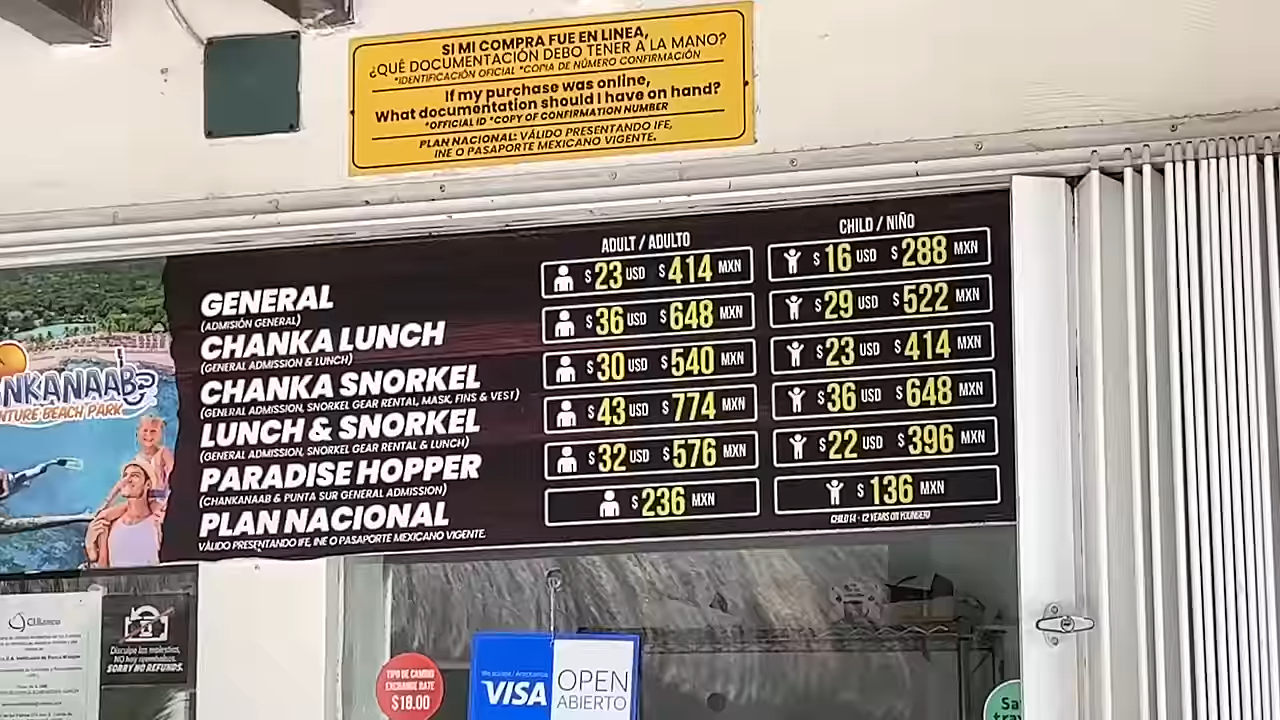 SI MI COMPRA FUE EN LINEA,
¿QUÉ DOCUMENTACIÓN DEBO TENER A LA MANO?
*IDENTIFICACIÓN OFICIAL *COPIA DE NÚMERO CONFIRMACIÓN
If my purchase was online,
What documentation should I have on hand?
*OFFICIAL ID *COPY OF CONFIRMATION NUMBER
PLAN NACIONAL: VÁLIDO PRESENTANDO IFE,
INE O PASAPORTE MEXICANO VIGENTE.
ADULT / ADULTO CHILD / NIÑO
GENERAL $23 USD $414 MXN $16 USD $288 MXN
(ADMISIÓN GENERAL)
CHANKA LUNCH $36 USD $648 MXN $29 USD $522 MXN
(GENERAL ADMISSION & LUNCH)
CHANKA SNORKEL $30 USD $540 MXN $23 USD $414 MXN
(GENERAL ADMISSION, SNORKEL GEAR RENTAL, MASK, FINS & VEST)
LUNCH & SNORKEL $43 USD $774 MXN $36 USD $648 MXN
(GENERAL ADMISSION, SNORKEL GEAR RENTAL & LUNCH)
PARADISE HOPPER $32 USD $576 MXN $22 USD $396 MXN
(CHANKANAAB & PUNTA SUR GENERAL ADMISSION)
PLAN NACIONAL $236 MXN $136 MXN
VÁLIDO PRESENTANDO IFE, INE O PASAPORTE MEXICANO VIGENTE.
NKANAAB
NTURE BEACH PARK
CIBanco
Disculpe las molestias,
NO hay reembolsos.
SORRY NO REFUNDS.
TIPO DE CAMBIO
EXCHANGE RATE
$18.00
VISA
OPEN
ABIERTO
Sa
trav